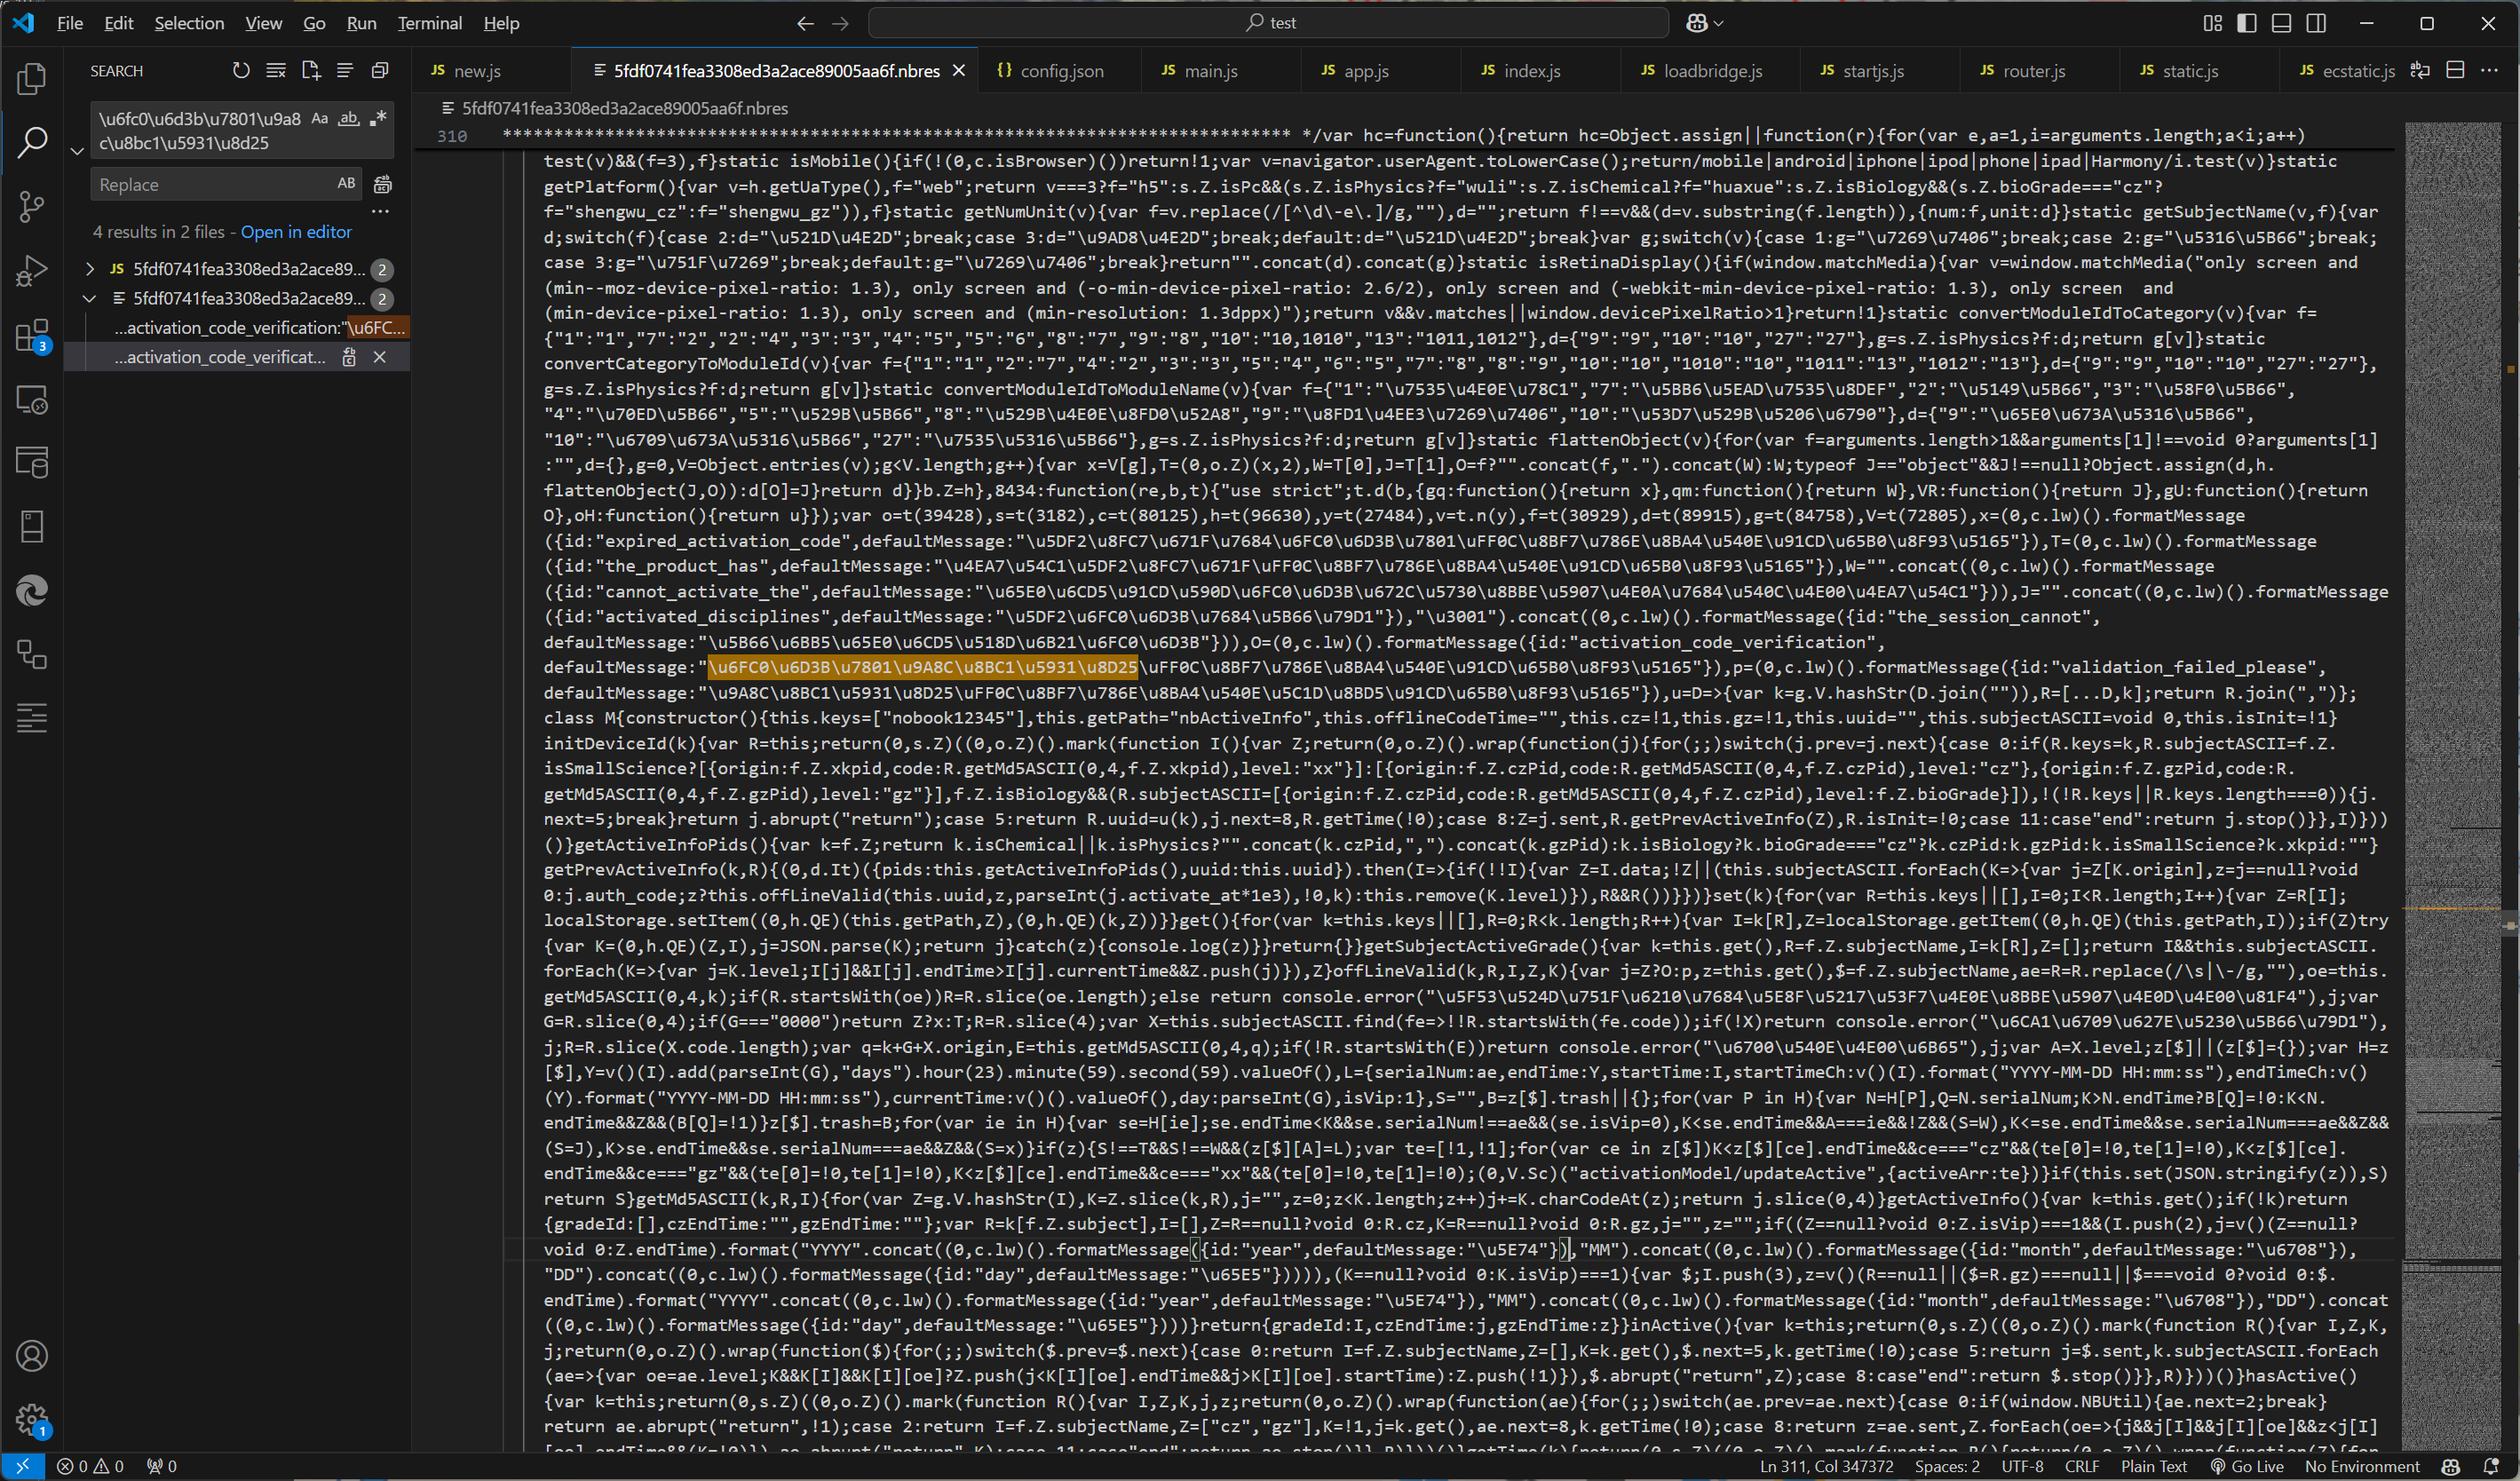 File Edit Selection View Go Run Terminal Help
test
SEARCH
\u6fc0\u6d3b\u7801\u9a8
c\u8bc1\u5931\u8d25
Aa ab .*
Replace
AB
4 results in 2 files - Open in editor
JS 5fdf0741fea3308ed3a2ace89... 2
5fdf0741fea3308ed3a2ace89... 2
...activation_code_verification:"\u6FC...
...activation_code_verificat...
JS new.js
5fdf0741fea3308ed3a2ace89005aa6f.nbres
{} config.json
JS main.js
JS app.js
JS index.js
JS loadbridge.js
JS startjs.js
JS router.js
JS static.js
JS ecstatic.js
5fdf0741fea3308ed3a2ace89005aa6f.nbres
test(v)&&(f=3),f}static isMobile(){if(!(0,c.isBrowser)())return!1;var v=navigator.userAgent.toLowerCase();return/mobile|android|iphone|ipod|phone|ipad|Harmony/i.test(v)}static
getPlatform(){var v=h.getUaType(),f="web";return v===3?f="h5":s.Z.isPc&&(s.Z.isPhysics?f="wuli":s.Z.isChemical?f="huaxue":s.Z.isBiology&&(s.Z.bioGrade==="cz"?
f="shengwu_cz":f="shengwu_gz")),f}static getNumUnit(v){var f=v.replace(/[^\d\-e\.]/g,""),d="";return f!==v&&(d=v.substring(f.length)),{num:f,unit:d}}static getSubjectName(v,f){var
d;switch(f){case 2:d="\u521D\u4E2D";break;case 3:d="\u9AD8\u4E2D";break;default:d="\u521D\u4E2D";break}var g;switch(v){case 1:g="\u7269\u7406";break;case 2:g="\u5316\u5B66";break;
case 3:g="\u751F\u7269";break;default:g="\u7269\u7406";break}return"".concat(d).concat(g)}static isRetinaDisplay(){if(window.matchMedia){var v=window.matchMedia("only screen and
(min--moz-device-pixel-ratio: 1.3), only screen and (-o-min-device-pixel-ratio: 2.6/2), only screen and (-webkit-min-device-pixel-ratio: 1.3), only screen  and
(min-device-pixel-ratio: 1.3), only screen and (min-resolution: 1.3dppx)");return v&&v.matches||window.devicePixelRatio>1}return!1}static convertModuleIdToCategory(v){var f=
{"1":"1","7":"2","2":"4","3":"3","4":"5","5":"6","8":"7","9":"8","10":"10,1010","13":"1011,1012"},d={"9":"9","10":"10","27":"27"},g=s.Z.isPhysics?f:d;return g[v]}static
convertCategoryToModuleId(v){var f={"1":"1","2":"7","4":"2","3":"3","5":"4","6":"5","7":"8","8":"9","10":"10","1010":"10","1011":"13","1012":"13"},d={"9":"9","10":"10","27":"27"},
g=s.Z.isPhysics?f:d;return g[v]}static convertModuleIdToModuleName(v){var f={"1":"\u7535\u4E0E\u78C1","7":"\u5BB6\u5EAD\u7535\u8DEF","2":"\u5149\u5B66","3":"\u58F0\u5B66",
"4":"\u70ED\u5B66","5":"\u529B\u5B66","8":"\u529B\u4E0E\u8FD0\u52A8","9":"\u8FD1\u4EE3\u7269\u7406","10":"\u53D7\u529B\u5206\u6790"},d={"9":"\u65E0\u673A\u5316\u5B66",
"10":"\u6709\u673A\u5316\u5B66","27":"\u7535\u5316\u5B66"},g=s.Z.isPhysics?f:d;return g[v]}static flattenObject(v){for(var f=arguments.length>1&&arguments[1]!==void 0?arguments[1]
:"",d={},g=0,V=Object.entries(v);g<V.length;g++){var x=V[g],T=(0,o.Z)(x,2),W=T[0],J=T[1],O=f?"".concat(f,".").concat(W):W;typeof J=="object"&&J!==null?Object.assign(d,h.
flattenObject(J,O)):d[O]=J}return d}}b.Z=h},8434:function(re,b,t){"use strict";t.d(b,{gq:function(){return x},qm:function(){return W},VR:function(){return J},gU:function(){return
O},oH:function(){return u}});var o=t(39428),s=t(3182),c=t(80125),h=t(96630),y=t(27484),v=t.n(y),f=t(30929),d=t(89915),g=t(84758),V=t(72805),x=(0,c.lw)().formatMessage
({id:"expired_activation_code",defaultMessage:"\u5DF2\u8FC7\u671F\u7684\u6FC0\u6D3B\u7801\uFF0C\u8BF7\u786E\u8BA4\u540E\u91CD\u65B0\u8F93\u5165"}),T=(0,c.lw)().formatMessage
({id:"the_product_has",defaultMessage:"\u4EA7\u54C1\u5DF2\u8FC7\u671F\uFF0C\u8BF7\u786E\u8BA4\u540E\u91CD\u65B0\u8F93\u5165"}),W="".concat((0,c.lw)().formatMessage
({id:"cannot_activate_the",defaultMessage:"\u65E0\u6CD5\u91CD\u590D\u6FC0\u6D3B\u672C\u5730\u8BBE\u5907\u4E0A\u7684\u540C\u4E00\u4EA7\u54C1"})),J="".concat((0,c.lw)().formatMessage
({id:"activated_disciplines",defaultMessage:"\u5DF2\u6FC0\u6D3B\u7684\u5B66\u79D1"}),"\u3001").concat((0,c.lw)().formatMessage({id:"the_session_cannot",
defaultMessage:"\u5B66\u6BB5\u65E0\u6CD5\u518D\u6B21\u6FC0\u6D3B"})),O=(0,c.lw)().formatMessage({id:"activation_code_verification",
defaultMessage:"\u6FC0\u6D3B\u7801\u9A8C\u8BC1\u5931\u8D25\uFF0C\u8BF7\u786E\u8BA4\u540E\u91CD\u65B0\u8F93\u5165"}),p=(0,c.lw)().formatMessage({id:"validation_failed_please",
defaultMessage:"\u9A8C\u8BC1\u5931\u8D25\uFF0C\u8BF7\u786E\u8BA4\u540E\u5C1D\u8BD5\u91CD\u65B0\u8F93\u5165"}),u=D=>{var k=g.V.hashStr(D.join("")),R=[...D,k];return R.join(",")};
class M{constructor(){this.keys=["nobook12345"],this.getPath="nbActiveInfo",this.offlineCodeTime="",this.cz=!1,this.gz=!1,this.uuid="",this.subjectASCII=void 0,this.isInit=!1}
initDeviceId(k){var R=this;return(0,s.Z)((0,o.Z)().mark(function I(){var Z;return(0,o.Z)().wrap(function(j){for(;;)switch(j.prev=j.next){case 0:if(R.keys=k,R.subjectASCII=f.Z.
isSmallScience?[{origin:f.Z.xkpid,code:R.getMd5ASCII(0,4,f.Z.xkpid),level:"xx"}]:[{origin:f.Z.czPid,code:R.getMd5ASCII(0,4,f.Z.czPid),level:"cz"},{origin:f.Z.gzPid,code:R.
getMd5ASCII(0,4,f.Z.gzPid),level:"gz"}],f.Z.isBiology&&(R.subjectASCII=[{origin:f.Z.czPid,code:R.getMd5ASCII(0,4,f.Z.czPid),level:f.Z.bioGrade}]),!(!R.keys||R.keys.length===0)){j.
next=5;break}return j.abrupt("return");case 5:return R.uuid=u(k),j.next=8,R.getTime(!0);case 8:Z=j.sent,R.getPrevActiveInfo(Z),R.isInit=!0;case 11:case"end":return j.stop()}},I)}))
()}getActiveInfoPids(){var k=f.Z;return k.isChemical||k.isPhysics?"".concat(k.czPid,",").concat(k.gzPid):k.isBiology?k.bioGrade==="cz"?k.czPid:k.gzPid:k.isSmallScience?k.xkpid:""}
getPrevActiveInfo(k,R){(0,d.It)({pids:this.getActiveInfoPids(),uuid:this.uuid}).then(I=>{if(!!I){var Z=I.data;!Z||(this.subjectASCII.forEach(K=>{var j=Z[K.origin],z=j==null?void
0:j.auth_code;z?this.offLineValid(this.uuid,z,parseInt(j.activate_at*1e3),!0,k):this.remove(K.level)}),R&&R())}})}set(k){for(var R=this.keys||[],I=0;I<R.length;I++){var Z=R[I];
localStorage.setItem((0,h.QE)(this.getPath,Z),(0,h.QE)(k,Z))}}get(){for(var k=this.keys||[],R=0;R<k.length;R++){var I=k[R],Z=localStorage.getItem((0,h.QE)(this.getPath,I));if(Z)try
{var K=(0,h.QE)(Z,I),j=JSON.parse(K);return j}catch(z){console.log(z)}}return{}}getSubjectActiveGrade(){var k=this.get(),R=f.Z.subjectName,I=k[R],Z=[];return I&&this.subjectASCII.
forEach(K=>{var j=K.level;I[j]&&I[j].endTime>I[j].currentTime&&Z.push(j)}),Z}offLineValid(k,R,I,Z,K){var j=Z?O:p,z=this.get(),$=f.Z.subjectName,ae=R=R.replace(/\s|\-/g,""),oe=this.
getMd5ASCII(0,4,k);if(R.startsWith(oe))R=R.slice(oe.length);else return console.error("\u5F53\u524D\u751F\u6210\u7684\u5E8F\u5217\u53F7\u4E0E\u8BBE\u5907\u4E0D\u4E00\u81F4"),j;var
G=R.slice(0,4);if(G==="0000")return Z?x:T;R=R.slice(4);var X=this.subjectASCII.find(fe=>!!R.startsWith(fe.code));if(!X)return console.error("\u6CA1\u6709\u627E\u5230\u5B66\u79D1"),
j;R=R.slice(X.code.length);var q=k+G+X.origin,E=this.getMd5ASCII(0,4,q);if(!R.startsWith(E))return console.error("\u6700\u540E\u4E00\u6B65"),j;var A=X.level;z[$]||(z[$]={});var H=z
[$],Y=v()(I).add(parseInt(G),"days").hour(23).minute(59).second(59).valueOf(),L={serialNum:ae,endTime:Y,startTime:I,startTimeCh:v()(I).format("YYYY-MM-DD HH:mm:ss"),endTimeCh:v()
(Y).format("YYYY-MM-DD HH:mm:ss"),currentTime:v()().valueOf(),day:parseInt(G),isVip:1},S="",B=z[$].trash||{};for(var P in H){var N=H[P],Q=N.serialNum;K>N.endTime?B[Q]=!0:K<N.
endTime&&Z&&(B[Q]=!1)}z[$].trash=B;for(var ie in H){var se=H[ie];se.endTime<K&&se.serialNum!==ae&&(se.isVip=0),K<se.endTime&&A===ie&&!Z&&(S=W),K<=se.endTime&&se.serialNum===ae&&Z&&
(S=J),K>se.endTime&&se.serialNum===ae&&Z&&(S=x)}if(z){S!==T&&S!==W&&(z[$][A]=L);var te=[!1,!1];for(var ce in z[$])K<z[$][ce].endTime&&ce==="cz"&&(te[0]=!0,te[1]=!0),K<z[$][ce].
endTime&&ce==="gz"&&(te[0]=!0,te[1]=!0),K<z[$][ce].endTime&&ce==="xx"&&(te[0]=!0,te[1]=!0);(0,V.Sc)("activationModel/updateActive",{activeArr:te})}if(this.set(JSON.stringify(z)),S)
return S}getMd5ASCII(k,R,I){for(var Z=g.V.hashStr(I),K=Z.slice(k,R),j="",z=0;z<K.length;z++)j+=K.charCodeAt(z);return j.slice(0,4)}getActiveInfo(){var k=this.get();if(!k)return
{gradeId:[],czEndTime:"",gzEndTime:""};var R=k[f.Z.subject],I=[],Z=R==null?void 0:R.cz,K=R==null?void 0:R.gz,j="",z="";if((Z==null?void 0:Z.isVip)===1&&(I.push(2),j=v()(Z==null?
void 0:Z.endTime).format("YYYY".concat((0,c.lw)().formatMessage({id:"year",defaultMessage:"\u5E74"}),"MM").concat((0,c.lw)().formatMessage({id:"month",defaultMessage:"\u6708"}),
"DD").concat((0,c.lw)().formatMessage({id:"day",defaultMessage:"\u65E5"})))),(K==null?void 0:K.isVip)===1){var $;I.push(3),z=v()(R==null||($=R.gz)===null||$===void 0?void 0:$.
endTime).format("YYYY".concat((0,c.lw)().formatMessage({id:"year",defaultMessage:"\u5E74"}),"MM").concat((0,c.lw)().formatMessage({id:"month",defaultMessage:"\u6708"}),"DD").concat
((0,c.lw)().formatMessage({id:"day",defaultMessage:"\u65E5"})))}return{gradeId:I,czEndTime:j,gzEndTime:z}}inActive(){var k=this;return(0,s.Z)((0,o.Z)().mark(function R(){var I,Z,K,
j;return(0,o.Z)().wrap(function($){for(;;)switch($.prev=$.next){case 0:return I=f.Z.subjectName,Z=[],K=k.get(),$.next=5,k.getTime(!0);case 5:return j=$.sent,k.subjectASCII.forEach
(ae=>{var oe=ae.level;K&&K[I]&&K[I][oe]?Z.push(j<K[I][oe].endTime&&j>K[I][oe].startTime):Z.push(!1)}),$.abrupt("return",Z);case 8:case"end":return $.stop()}},R)}))()}hasActive()
{var k=this;return(0,s.Z)((0,o.Z)().mark(function R(){var I,Z,K,j,z;return(0,o.Z)().wrap(function(ae){for(;;)switch(ae.prev=ae.next){case 0:if(window.NBUtil){ae.next=2;break}
return ae.abrupt("return",!1);case 2:return I=f.Z.subjectName,Z=["cz","gz"],K=!1,j=k.get(),ae.next=8,k.getTime(!0);case 8:return z=ae.sent,Z.forEach(oe=>{j&&j[I]&&j[I][oe]&&z<j[I]
3
1
0 0 0
Ln 311, Col 347372 Spaces: 2 UTF-8 CRLF Plain Text Go Live No Environment